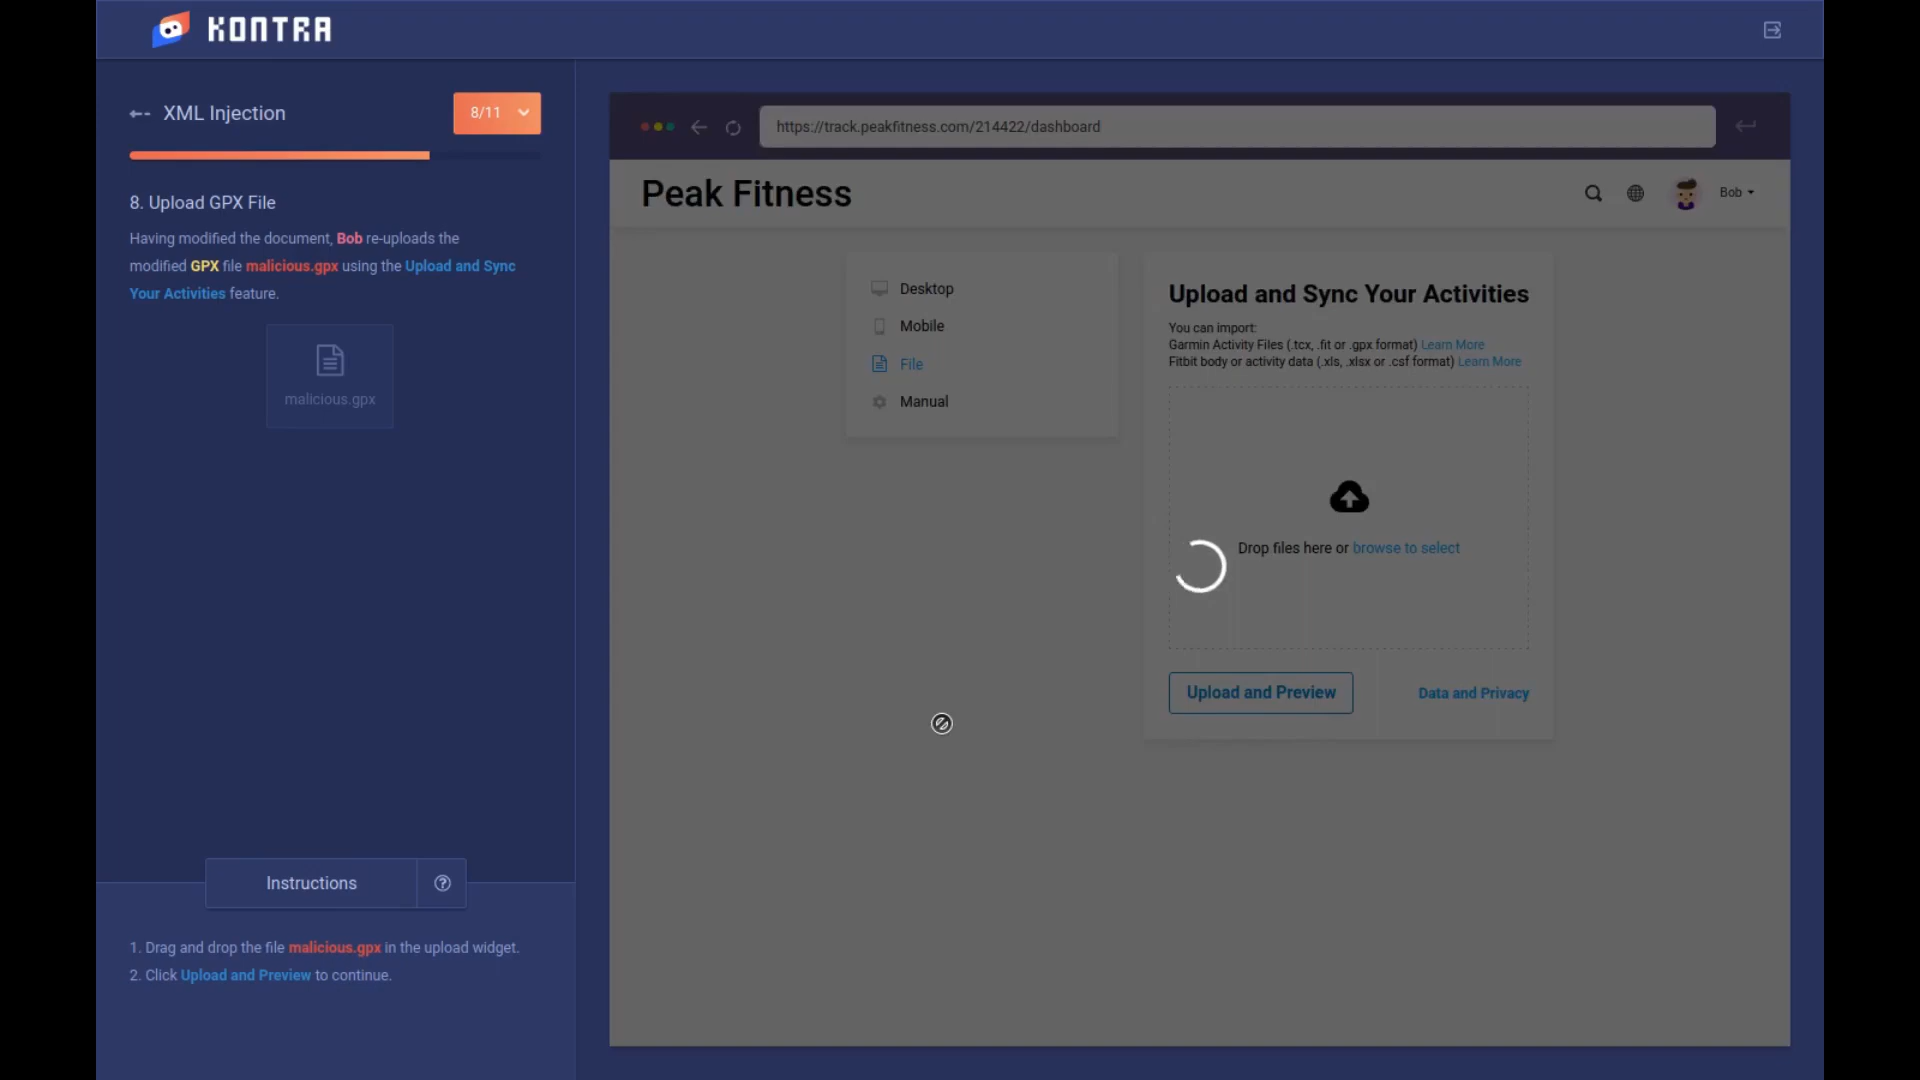 KONTRA
XML Injection
8/11
8. Upload GPX File
Having modified the document, Bob re-uploads the
modified GPX file malicious.gpx using the Upload and Sync
Your Activities feature.
malicious.gpx
Instructions
1. Drag and drop the file malicious.gpx in the upload widget.
2. Click Upload and Preview to continue.
https://track.peakfitness.com/214422/dashboard
Peak Fitness
Bob
Desktop
Mobile
File
Manual
Upload and Sync Your Activities
You can import:
Garmin Activity Files (.tcx, .fit or .gpx format) Learn More
Fitbit body or activity data (.xls, .xlsx or .csf format) Learn More
Drop files here or browse to select
Upload and Preview
Data and Privacy